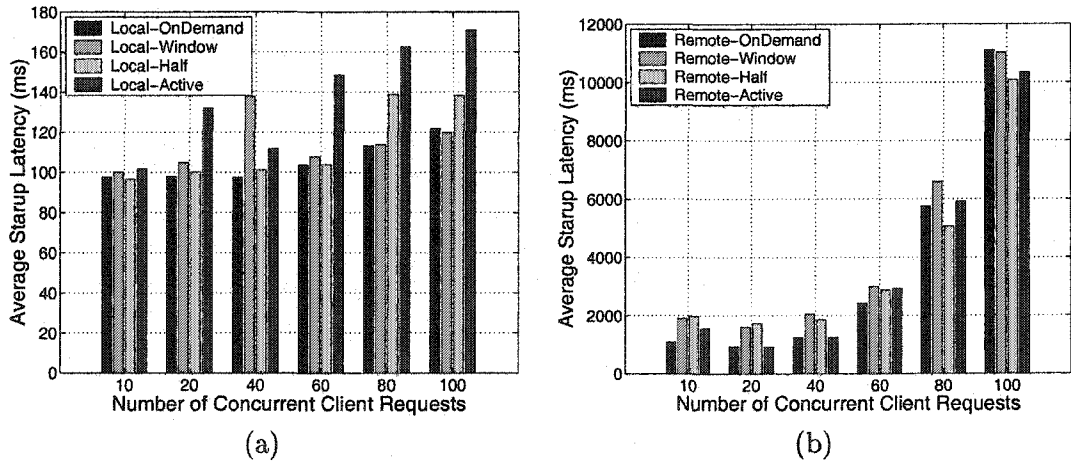 180
160
140
120
100
80
60
40
20
0
Average Starup Latency (ms)
Local-OnDemand
Local-Window
Local-Half
Local-Active
10 20 40 60 80 100
Number of Concurrent Client Requests
(a)
12000
10000
8000
6000
4000
2000
0
Average Starup Latency (ms)
Remote-OnDemand
Remote-Window
Remote-Half
Remote-Active
10 20 40 60 80 100
Number of Concurrent Client Requests
(b)